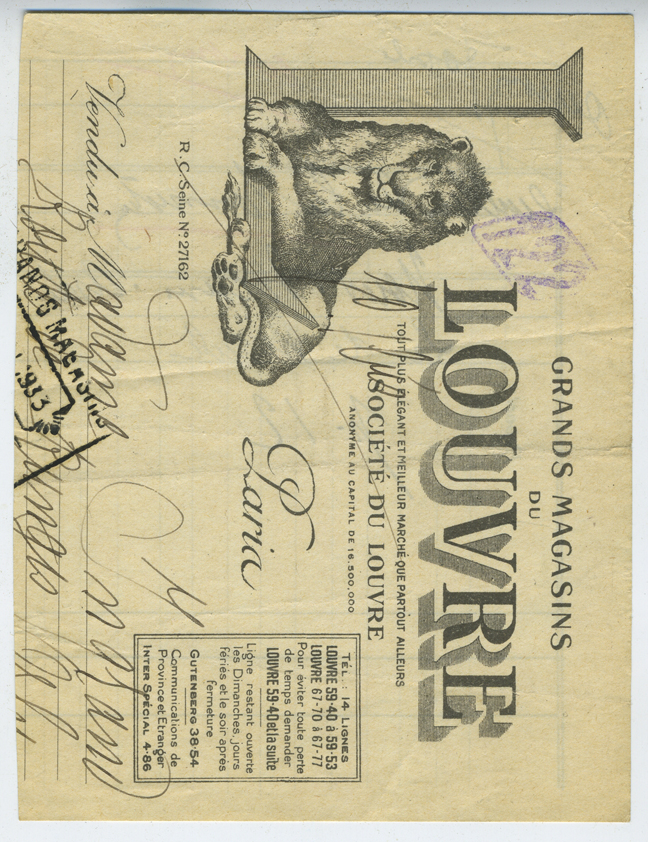 GRANDS MAGASINS
DU
LOUVRE
TOUT PLUS ÉLÉGANT ET MEILLEUR MARCHÉ QUE PARTOUT AILLEURS
SOCIÉTÉ DU LOUVRE
ANONYME AU CAPITAL DE 16.500.000
Paris
R.C. Seine N° 27162
TÉL.: 14 LIGNES
LOUVRE 59-40 à 59-53
LOUVRE 67-70 à 67-77
Pour éviter toute perte
de temps demander
LOUVRE 59-40 et la suite
Ligne restant ouverte
les Dimanches, jours
fériés et le soir après
fermeture
GUTENBERG 38-54
Communications de
Province et Etranger
INTER SPÉCIAL 4-86
Vendu à
RANDS MAGASINS
1933